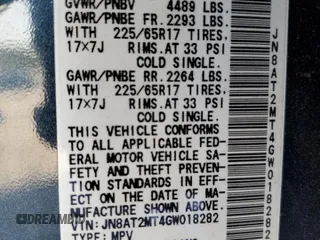 GVWR/PNBV 4489 LBS.
GAWR/PNBE FR. 2293 LBS.
WITH 225/65R17 TIRES,
17×7J RIMS, AT 33 PSI
COLD SINGLE.
GAWR/PNBE RR. 2264 LBS.
WITH 225/65R17 TIRES,
17×7J RIMS, AT 33 PSI
COLD SINGLE.
THIS VEHICLE CONFORMS
TO ALL APPLICABLE FED-
ERAL MOTOR VEHICLE SA-
FETY AND THEFT PREVENTION
STANDARDS IN EFF-
ECT ON THE DATE OF MA-
NUFACTURE SHOWN ABOVE.
VIN: JN8AT2MT4GW018282
TYPE: MPV
JN8AT2MT4GW018282
DREAMBID